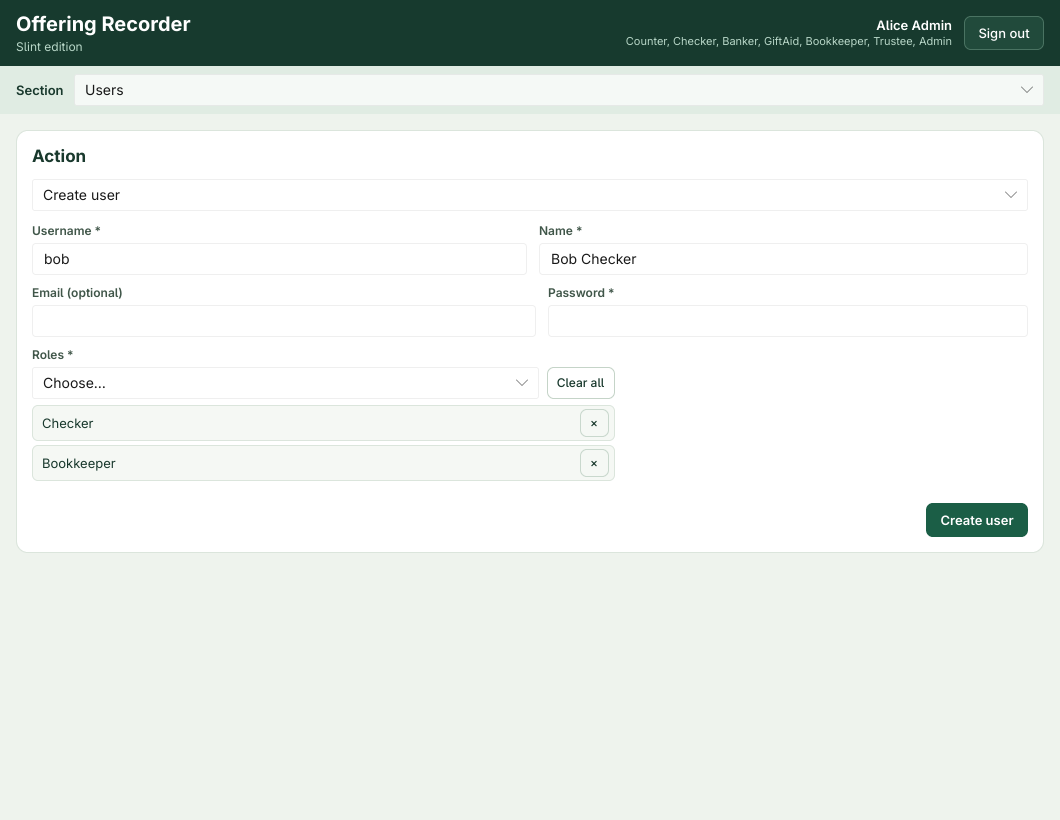 Offering Recorder
Slint edition
Alice Admin
Counter, Checker, Banker, GiftAid, Bookkeeper, Trustee, Admin
Sign out
Section
Users
Action
Create user
Username *
Name *
bob
Bob Checker
Email (optional)
Password *
Roles *
Choose...
Clear all
Checker
×
Bookkeeper
×
Create user